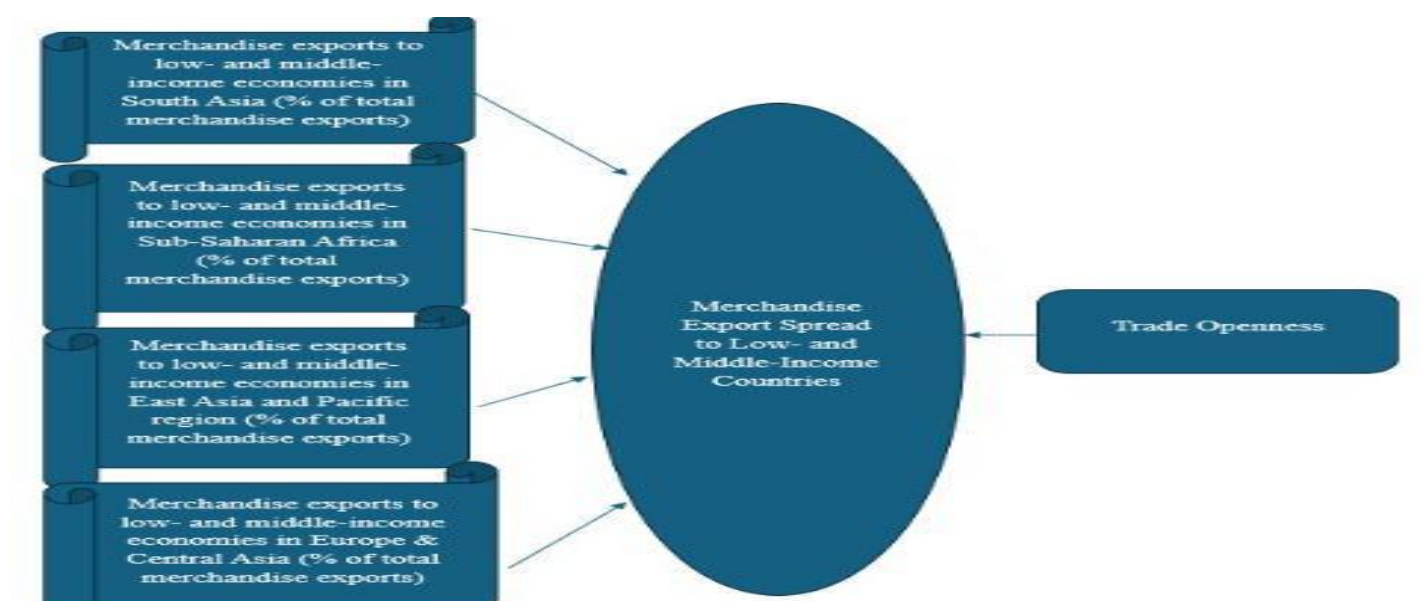 Merchandise exports to
low- and middle-
income economies in
South Asia (% of total
merchandise exports)
Merchandise exports
to low- and middle-
income economies in
Sub-Saharan Africa
(% of total
merchandise exports)
Merchandise exports
to low- and middle-
income economies in
East Asia and Pacific
region (% of total
merchandise exports)
Merchandise exports to
low- and middle-income
economies in Europe &
Central Asia (% of total
merchandise exports)
Merchandise
Export Spread
to Low- and
Middle-Income
Countries
Trade Openness